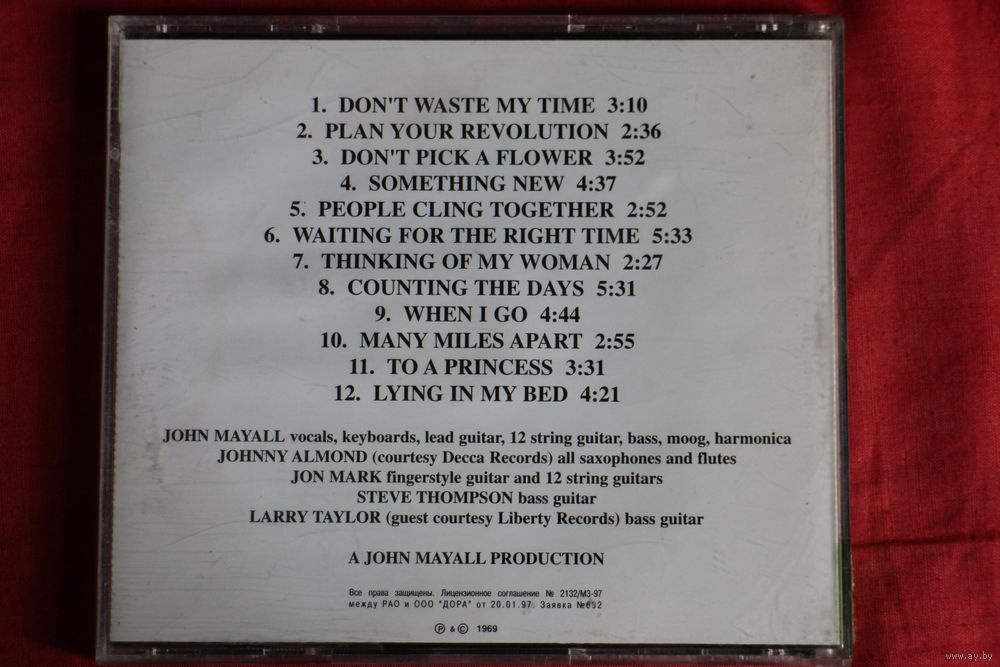 1. DON'T WASTE MY TIME 3:10
2. PLAN YOUR REVOLUTION 2:36
3. DON'T PICK A FLOWER 3:52
4. SOMETHING NEW 4:37
5. PEOPLE CLING TOGETHER 2:52
6. WAITING FOR THE RIGHT TIME 5:33
7. THINKING OF MY WOMAN 2:27
8. COUNTING THE DAYS 5:31
9. WHEN I GO 4:44
10. MANY MILES APART 2:55
11. TO A PRINCESS 3:31
12. LYING IN MY BED 4:21
JOHN MAYALL vocals, keyboards, lead guitar, 12 string guitar, bass, moog, harmonica
JOHNNY ALMOND (courtesy Decca Records) all saxophones and flutes
JON MARK fingerstyle guitar and 12 string guitars
STEVE THOMPSON bass guitar
LARRY TAYLOR (guest courtesy Liberty Records) bass guitar
A JOHN MAYALL PRODUCTION
Все права защищены. Лицензионное соглашение № 2132/МЗ-97
между РАО и ООО "ДОРА" от 20.01.97. Заявка
℗ & © 1969
www.ay.by